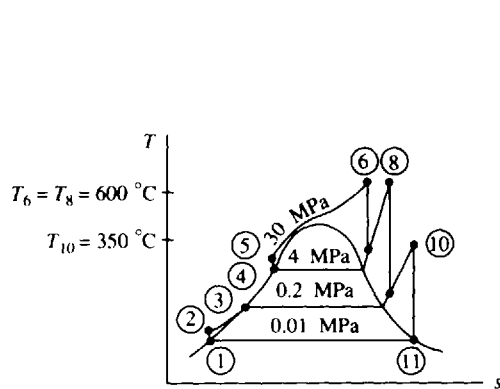 T
⑥ ⑧
T₆ = T₈ = 600 °C
30 MPa
T₁₀ = 350 °C
⑤ ⑩
4 MPa
④
③ 0.2 MPa
② 0.01 MPa
① ⑪
s